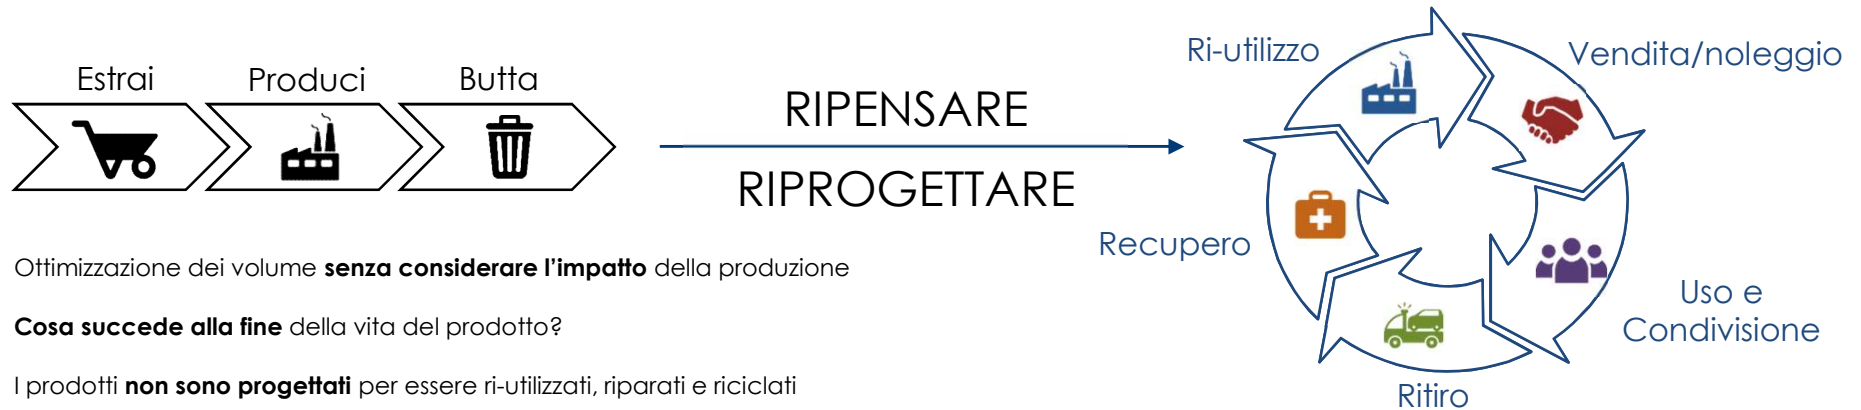 Estrai
Produci
Butta
RIPENSARE
RIPROGETTARE
Ottimizzazione dei volume senza considerare l'impatto della produzione
Cosa succede alla fine della vita del prodotto?
I prodotti non sono progettati per essere ri-utilizzati, riparati e riciclati
Ri-utilizzo
Vendita/noleggio
Uso e
Condivisione
Ritiro
Recupero